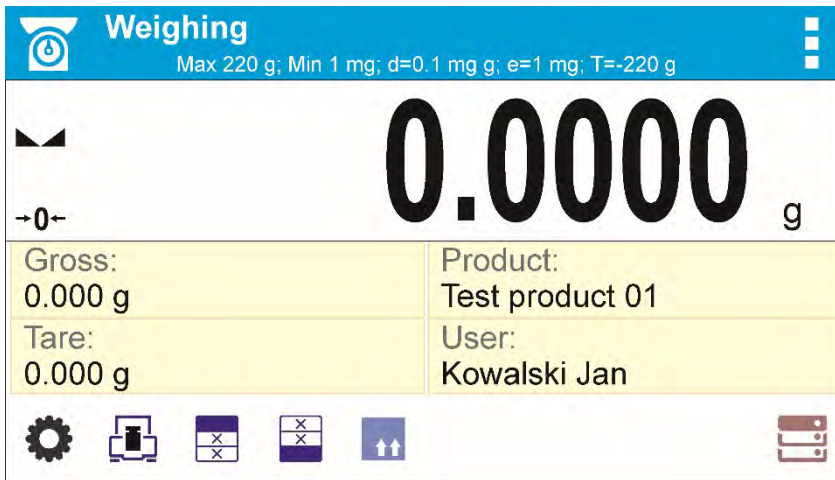 Weighing
Max 220 g; Min 1 mg; d=0.1 mg g; e=1 mg; T=-220 g
0.0000 g
→0←
Gross:
0.000 g
Product:
Test product 01
Tare:
0.000 g
User:
Kowalski Jan